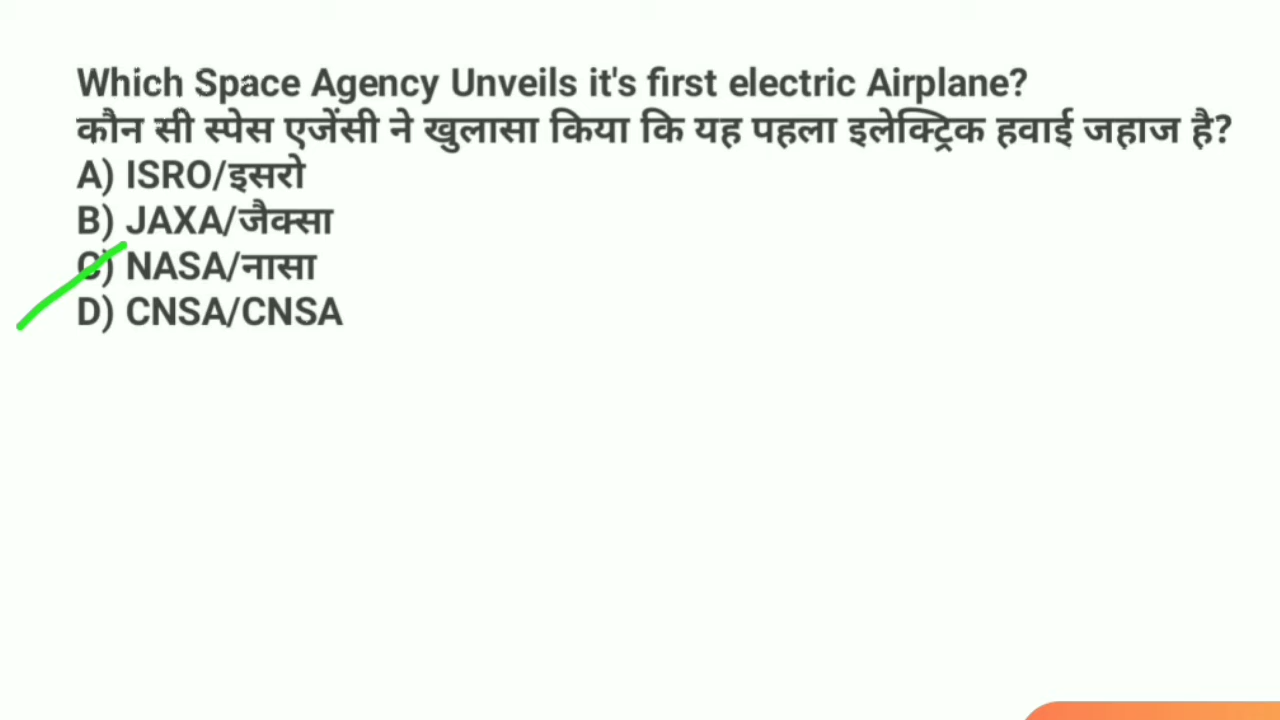 Which Space Agency Unveils it's first electric Airplane?
कौन सी स्पेस एजेंसी ने खुलासा किया कि यह पहला इलेक्ट्रिक हवाई जहाज है?
A) ISRO/इसरो
B) JAXA/जैक्सा
C) NASA/नासा
D) CNSA/CNSA